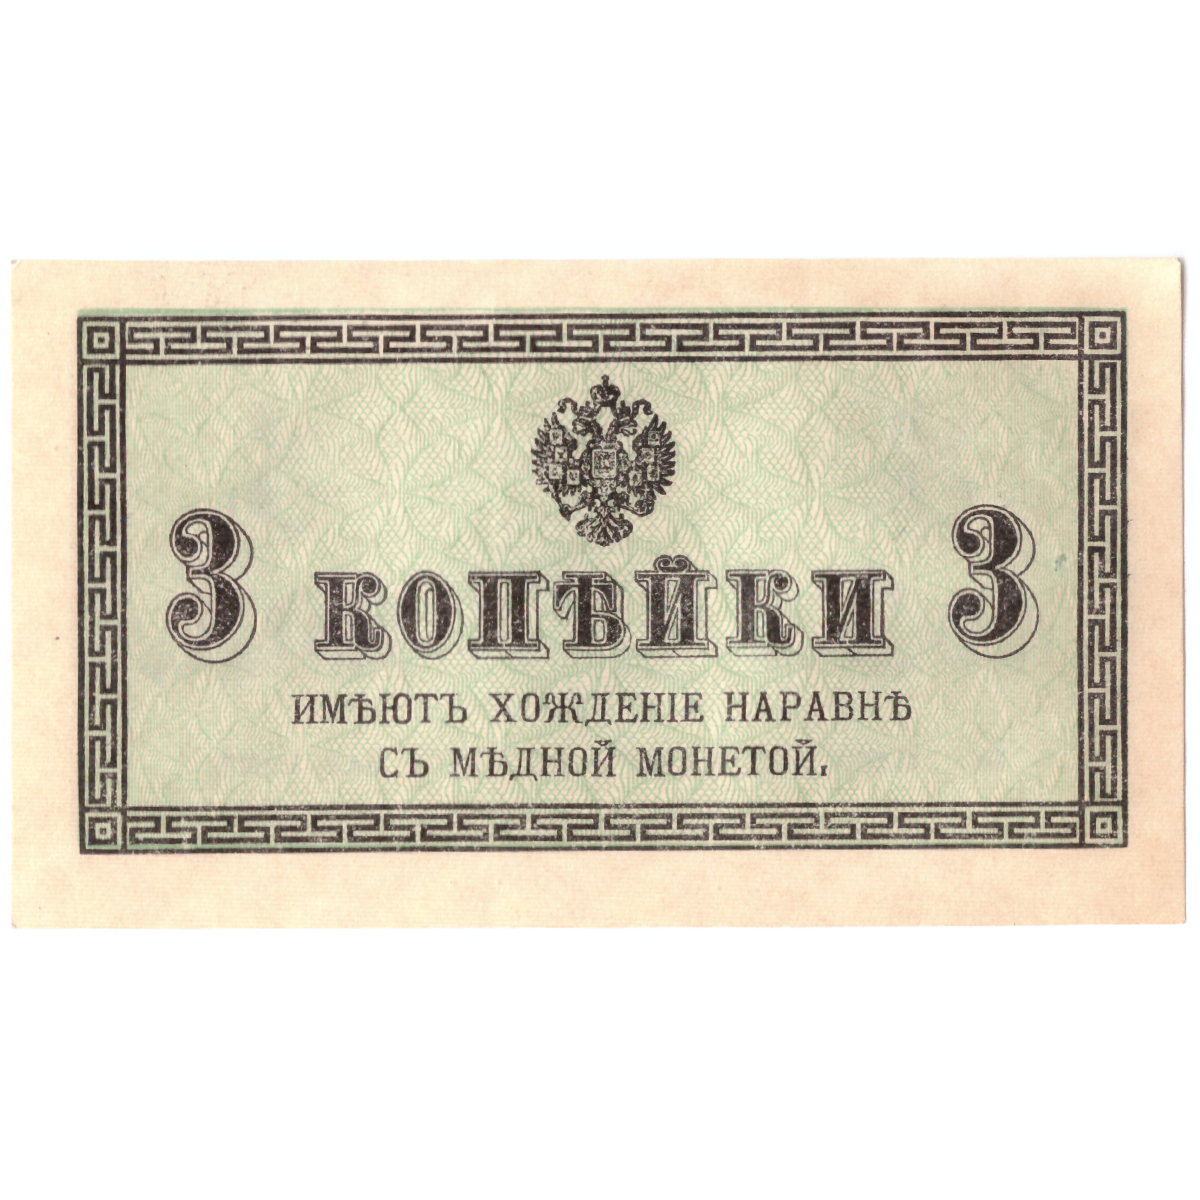 3 КОПѢЙКИ 3
ИМѢЮТЪ ХОЖДЕНІЕ НАРАВНѢ
СЪ МѢДНОЙ МОНЕТОЙ.